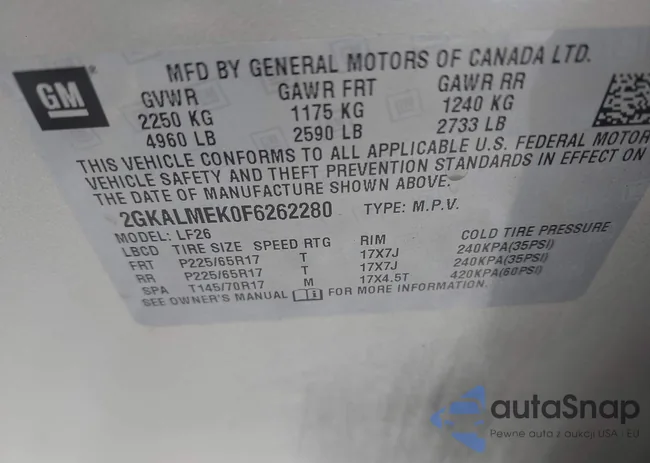 GM
MFD BY GENERAL MOTORS OF CANADA LTD.
GVWR GAWR FRT GAWR RR
2250 KG 1175 KG 1240 KG
4960 LB 2590 LB 2733 LB
THIS VEHICLE CONFORMS TO ALL APPLICABLE U.S. FEDERAL MOTOR
VEHICLE SAFETY AND THEFT PREVENTION STANDARDS IN EFFECT ON
THE DATE OF MANUFACTURE SHOWN ABOVE.
2GKALMEK0F6262280 TYPE: M.P.V.
MODEL: LF26
LBCD TIRE SIZE SPEED RTG RIM COLD TIRE PRESSURE
FRT P225/65R17 T 17X7J 240KPA(35PSI)
RR P225/65R17 T 17X7J 240KPA(35PSI)
SPA T145/70R17 M 17X4.5T 420KPA(60PSI)
SEE OWNER'S MANUAL FOR MORE INFORMATION.
autaSnap
Pewne auta z aukcji USA i EU